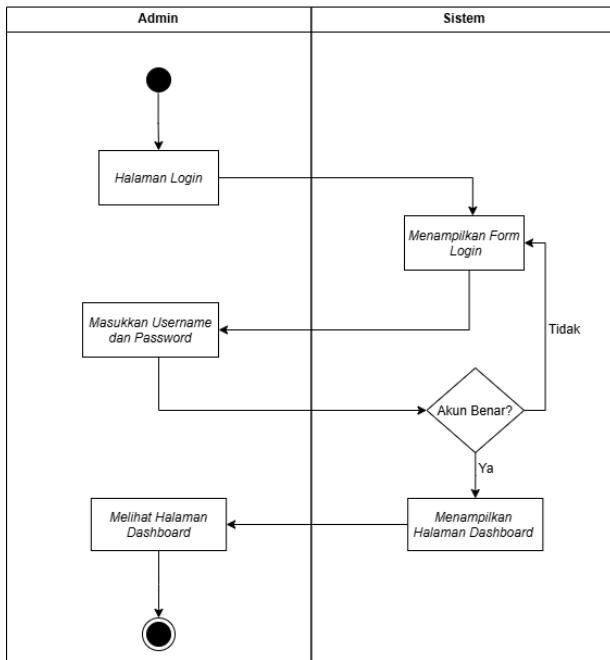 Admin
Sistem
Halaman Login
Menampilkan Form
Login
Masukkan Username
dan Password
Tidak
Akun Benar?
Ya
Melihat Halaman
Dashboard
Menampilkan
Halaman Dashboard